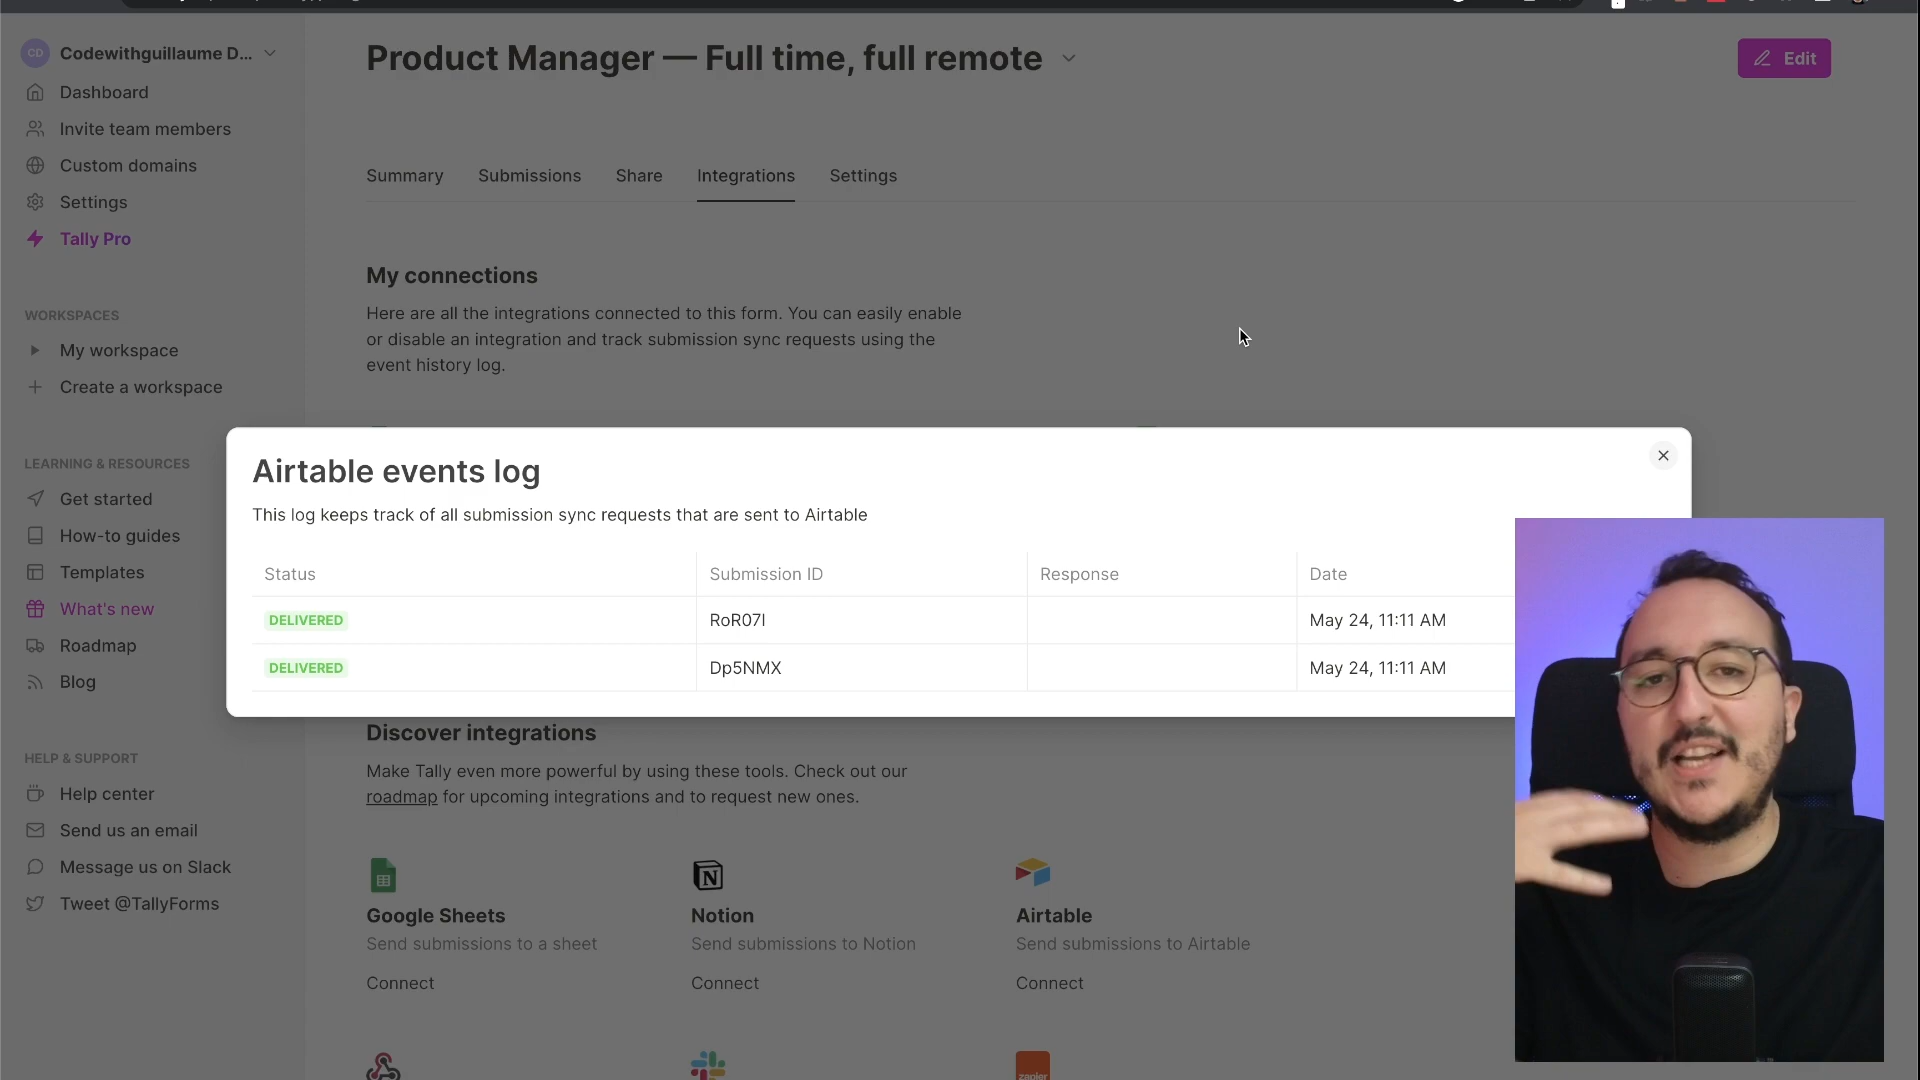 CD Codewithguillaume D...
Product Manager — Full time, full remote
Edit
Dashboard
Invite team members
Custom domains
Settings
Tally Pro
Summary Submissions Share Integrations Settings
My connections
Here are all the integrations connected to this form. You can easily enable
or disable an integration and track submission sync requests using the
event history log.
WORKSPACES
My workspace
Create a workspace
LEARNING & RESOURCES
Get started
How-to guides
Templates
What's new
Roadmap
Blog
Airtable events log
This log keeps track of all submission sync requests that are sent to Airtable
Status Submission ID Response Date
DELIVERED RoR07l May 24, 11:11 AM
DELIVERED Dp5NMX May 24, 11:11 AM
Discover integrations
Make Tally even more powerful by using these tools. Check out our
roadmap for upcoming integrations and to request new ones.
HELP & SUPPORT
Help center
Send us an email
Message us on Slack
Tweet @TallyForms
Google Sheets
Send submissions to a sheet
Connect
Notion
Send submissions to Notion
Connect
Airtable
Send submissions to Airtable
Connect
zapier